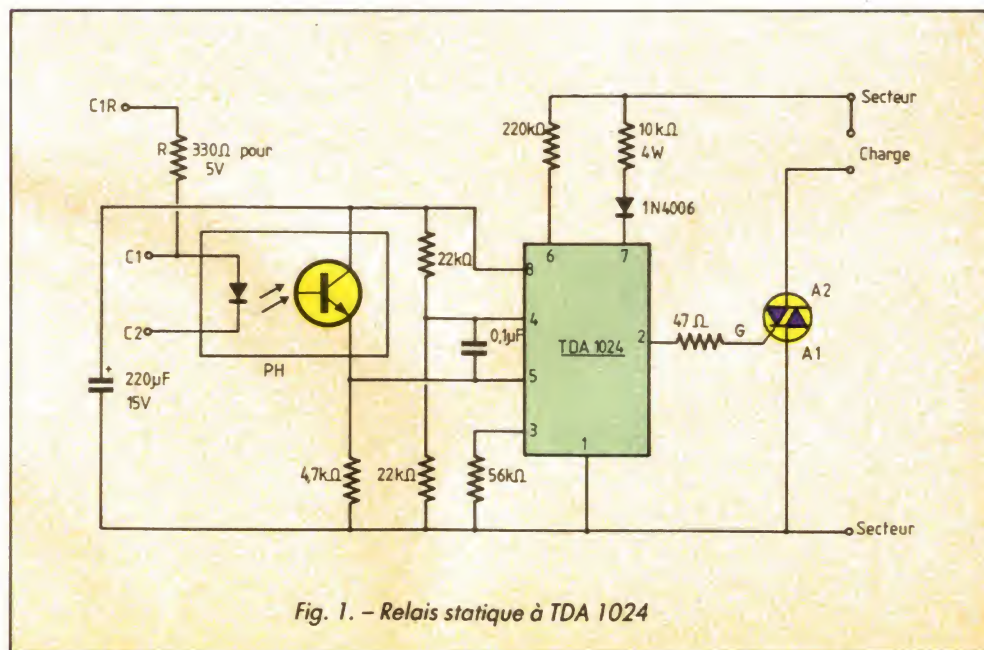 C1R
R 330Ω pour
5V
C1
C2
220µF
15V
+
PH
4,7kΩ
22kΩ
22kΩ
0,1µF
56kΩ
220kΩ
10kΩ
4W
1N4006
6
7
8
4
5
3
2
1
TDA 1024
47Ω
G
A2
A1
Secteur
Charge
Secteur
Fig. 1. – Relais statique à TDA 1024